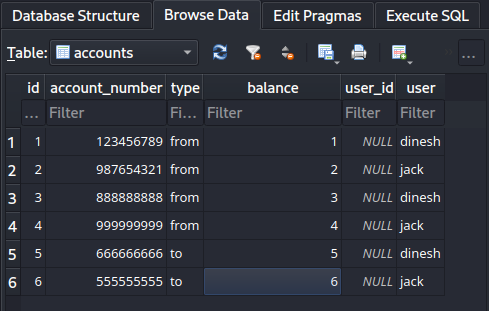 Database Structure Browse Data Edit Pragmas Execute SQL
Table: accounts ...
id account_number type balance user_id user
... Filter Fi... Filter Filter Filter
1 1 123456789 from 1 NULL dinesh
2 2 987654321 from 2 NULL jack
3 3 888888888 from 3 NULL dinesh
4 4 999999999 from 4 NULL jack
5 5 666666666 to 5 NULL dinesh
6 6 555555555 to 6 NULL jack